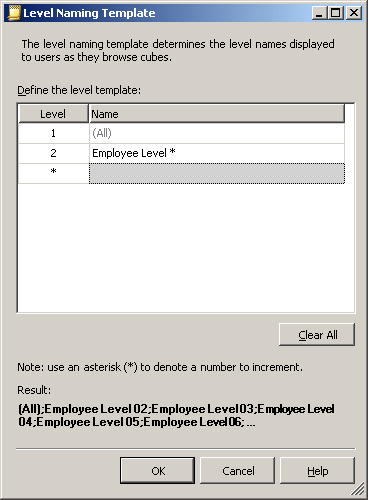 Level Naming Template
The level naming template determines the level names displayed
to users as they browse cubes.
Define the level template:
Level Name
1 (All)
2 Employee Level *
*
Clear All
Note: use an asterisk (*) to denote a number to increment.
Result:
(All);Employee Level 02;Employee Level 03;Employee Level
04;Employee Level 05;Employee Level 06; ...
OK Cancel Help